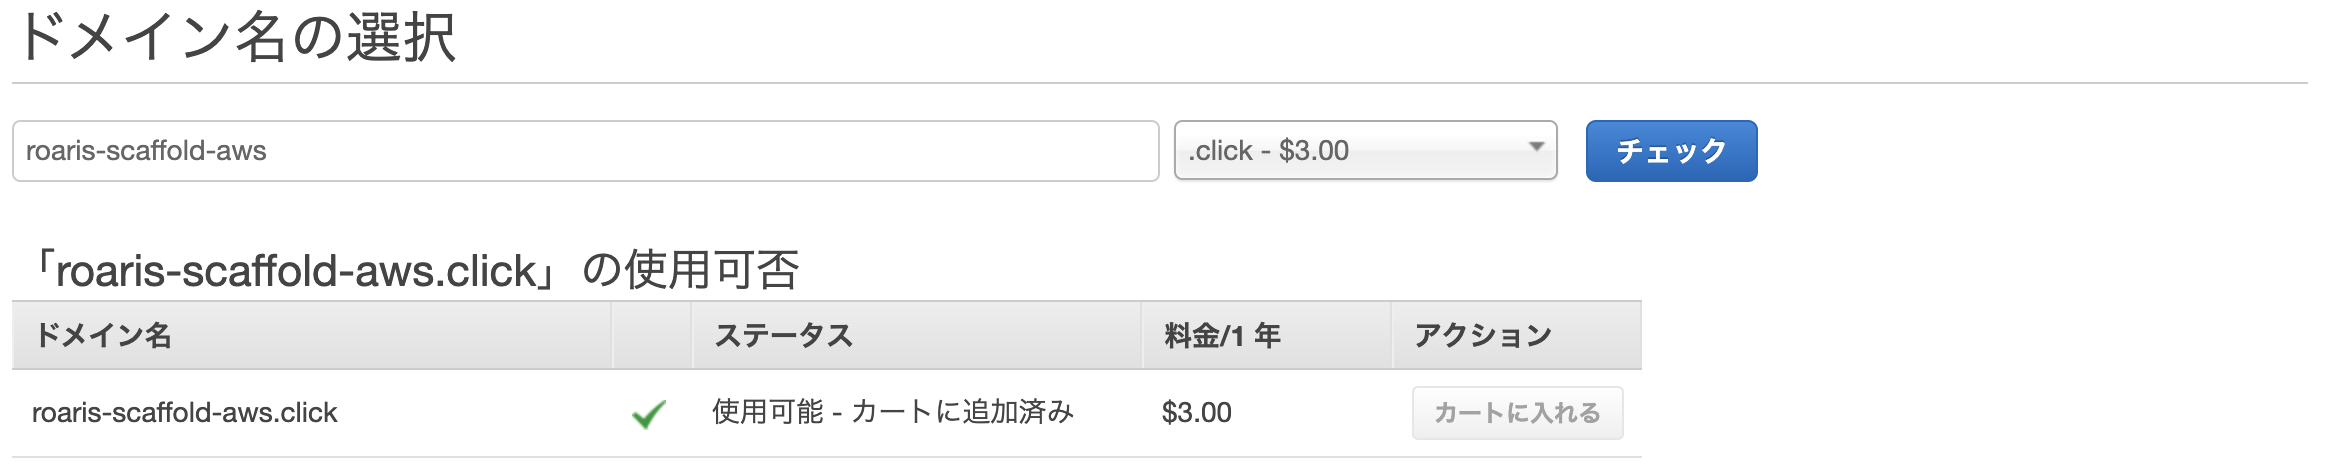 ドメイン名の選択
roaris-scaffold-aws .click - $3.00 チェック
「roaris-scaffold-aws.click」の使用可否
ドメイン名 ステータス 料金/1 年 アクション
roaris-scaffold-aws.click 使用可能 - カートに追加済み $3.00 カートに入れる